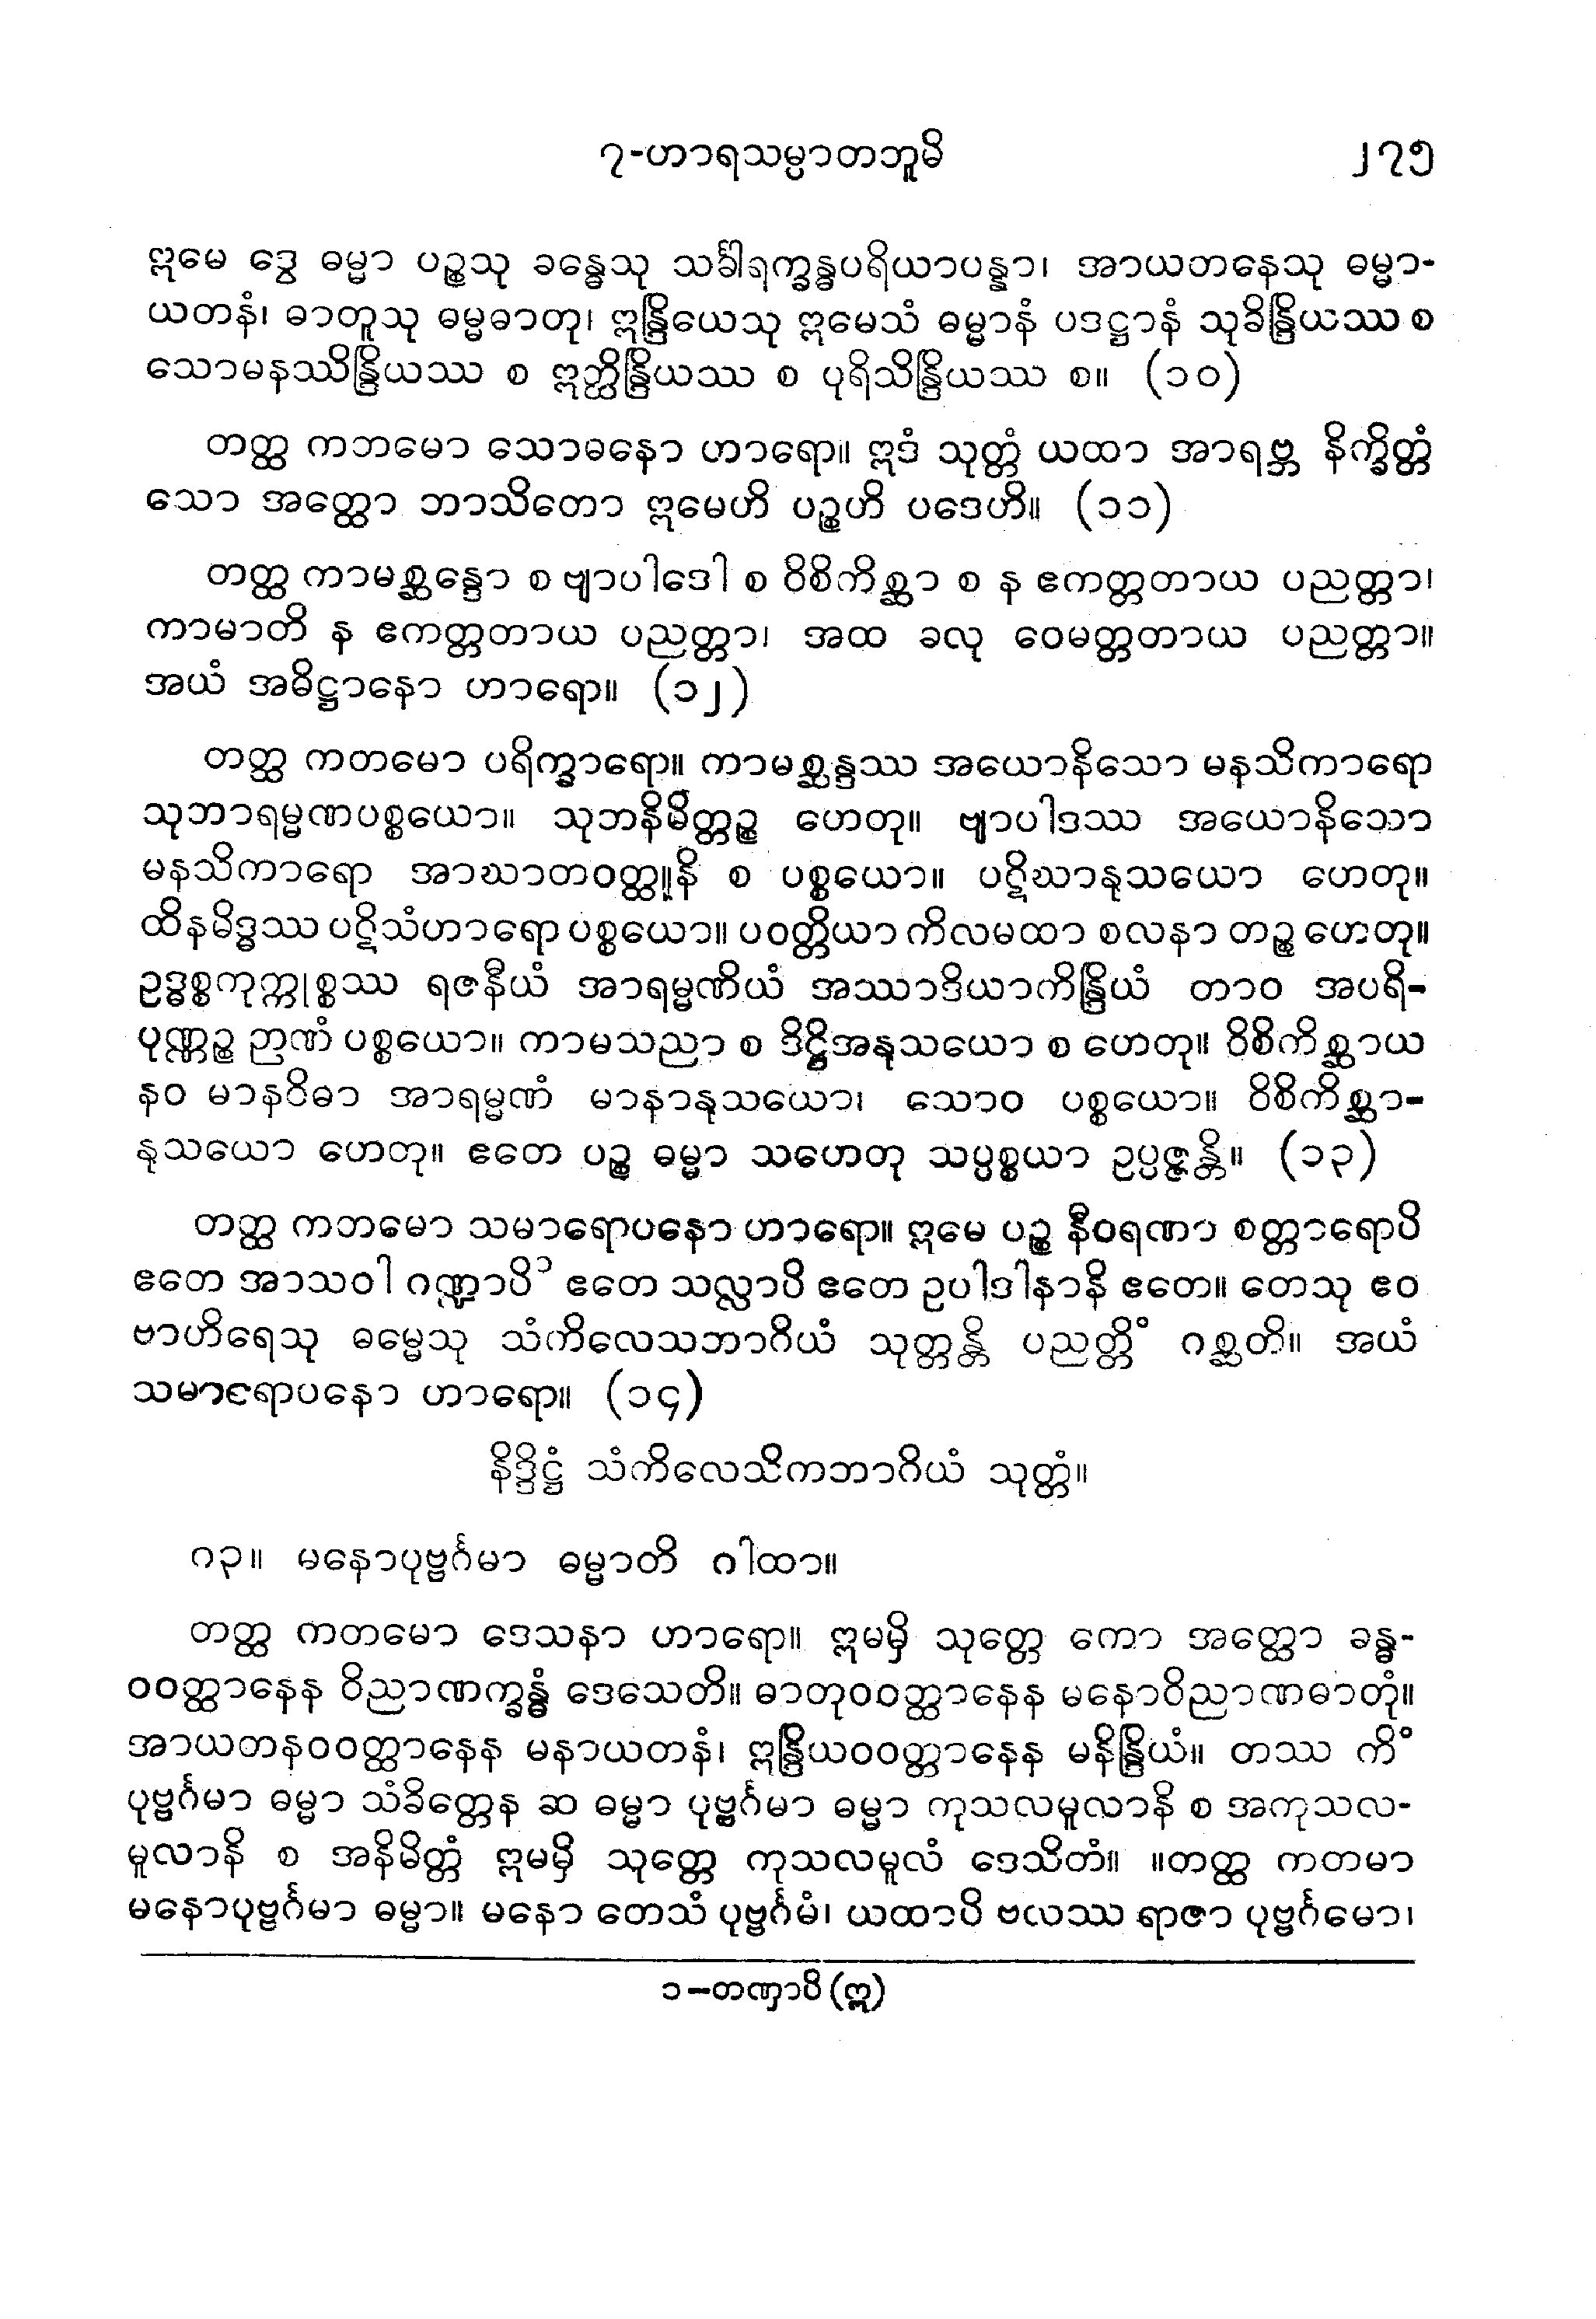 ၇-ဟာရသမ္ပာတဘူမိ ၂၇၅
ဣမေ ဒွေ ဓမ္မာ ပဉ္စသု ခန္ဓေသု သင်္ခါရက္ခန္ဓပရိယာပန္နာ၊ အာယတနေသု ဓမ္မာ-
ယတနံ၊ ဓာတူသု ဓမ္မဓာတု၊ ဣန္ဒြိယေသု ဣမေသံ ဓမ္မာနံ ပဒဋ္ဌာနံ သုခိန္ဒြိယဿ စ
သောမနဿိန္ဒြိယဿ စ ဣတ္ထိန္ဒြိယဿ စ ပုရိသိန္ဒြိယဿ စ။ (၁၀)
တတ္ထ ကဘမော သောဓနော ဟာရော။ ဣဒံ သုတ္တံ ယထာ အာရဗ္ဘ နိက္ခိတ္တံ
သော အတ္ထော ဘာသိတော ဣမေဟိ ပဉ္စဟိ ပဒေဟိ။ (၁၁)
တတ္ထ ကာမစ္ဆန္ဒော စ ဗျာပါဒေါ စ ဝိစိကိစ္ဆာ စ န ဧကတ္တတာယ ပညတ္တာ၊
ကာမာတိ န ဧကတ္တတာယ ပညတ္တာ၊ အထ ခလု ဝေမတ္တတာယ ပညတ္တာ။
အယံ အဓိဋ္ဌာနော ဟာရော။ (၁၂)
တတ္ထ ကတမော ပရိက္ခာရော။ ကာမစ္ဆန္ဒဿ အယောနိသော မနသိကာရော
သုဘာရမ္မဏပစ္စယော။ သုဘနိမိတ္တဉ္စ ဟေတု။ ဗျာပါဒဿ အယောနိသော
မနသိကာရော အာဃာတဝတ္ထူနိ စ ပစ္စယော။ ပဋိဃာနုသယော ဟေတု။
ထိနမိဒ္ဓဿ ပဋိသံဟာရော ပစ္စယော။ ပဝတ္တိယာ ကိလမထာ စလနာ တဉ္စ ဟေတု။
ဥဒ္ဓစ္စကုက္ကုစ္စဿ ရဇနီယံ အာရမ္မဏိယံ အဿာဒိယာကိန္ဒြိယံ တာဝ အပရိ-
ပုဏ္ဏဉ္စ ဉာဏံ ပစ္စယော။ ကာမသညာ စ ဒိဋ္ဌိအနုသယော စ ဟေတု။ ဝိစိကိစ္ဆာယ
နဝ မာနဝိဓာ အာရမ္မဏံ မာနာနုသယော၊ သောဝ ပစ္စယော။ ဝိစိကိစ္ဆာ-
နုသယော ဟေတု။ ဧတေ ပဉ္စ ဓမ္မာ သဟေတု သပ္ပစ္စယာ ဥပ္ပဇ္ဇန္တိ။ (၁၃)
တတ္ထ ကဘမော သမာရောပနော ဟာရော။ ဣမေ ပဉ္စ နီဝရဏာ စတ္တာရောပိ
ဧတေ အာသဝါ ဂဏ္ဍာပိ ၁ ဧတေ သလ္လာပိ ဧတေ ဥပါဒါနာနိ ဧတေ။ တေသု ဧဝ
ဗာဟိရေသု ဓမ္မေသု သံကိလေသဘာဂိယံ သုတ္တန္တိ ပညတ္တိံ ဂစ္ဆတိ။ အယံ
သမာရောပနော ဟာရော။ (၁၄)
နိဒ္ဒိဋ္ဌံ သံကိလေသိကဘာဂိယံ သုတ္တံ။
ဂ၃။ မနောပုဗ္ဗင်္ဂမာ ဓမ္မာတိ ဂါထာ။
တတ္ထ ကတမော ဒေသနာ ဟာရော။ ဣမမှိ သုတ္တေ ကော အတ္ထော ခန္ဓ-
ဝဝတ္ထာနေန ဝိညာဏက္ခန္ဓံ ဒေသေတိ။ ဓာတုဝဝတ္ထာနေန မနောဝိညာဏဓာတုံ။
အာယတနဝဝတ္ထာနေန မနာယတနံ၊ ဣန္ဒြိယဝဝတ္ထာနေန မနိန္ဒြိယံ။ တဿ ကိံ
ပုဗ္ဗင်္ဂမာ ဓမ္မာ သံခိတ္တေန ဆ ဓမ္မာ ပုဗ္ဗင်္ဂမာ ဓမ္မာ ကုသလမူလာနိ စ အကုသလ-
မူလာနိ စ အနိမိတ္တံ ဣမမှိ သုတ္တေ ကုသလမူလံ ဒေသိတံ။ ။တတ္ထ ကတမာ
မနောပုဗ္ဗင်္ဂမာ ဓမ္မာ။ မနော တေသံ ပုဗ္ဗင်္ဂမံ၊ ယထာပိ ဗလဿ ရာဇာ ပုဗ္ဗင်္ဂမော၊
၁-တဏှာပိ (ဣ)